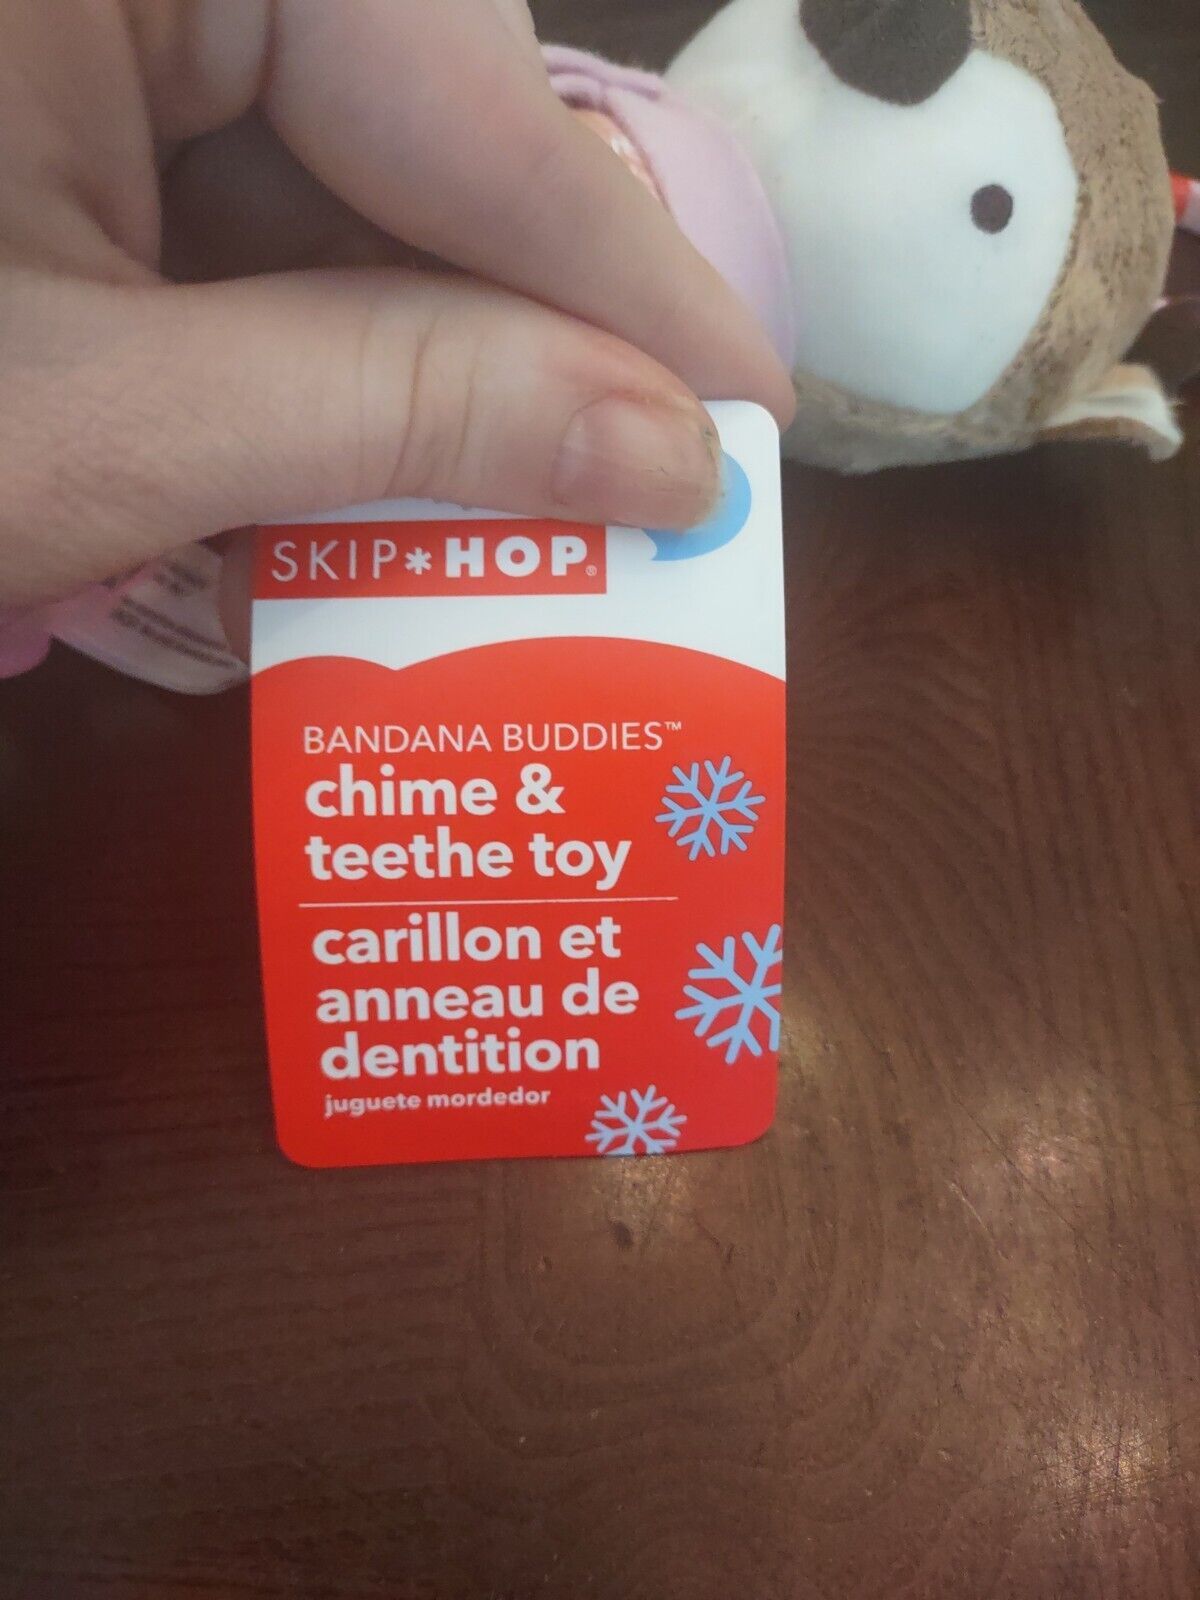 SKIP*HOP®
BANDANA BUDDIES™
chime &
teethe toy
carillon et
anneau de
dentition
juguete mordedor